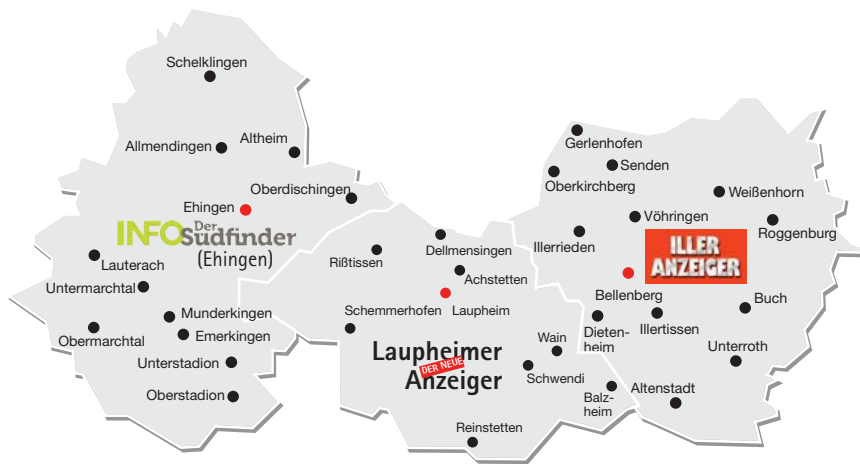 Schelklingen
Allmendingen
Altheim
Ehingen
Oberdischingen
INFO
Der
Südfinder
(Ehingen)
Lauterach
Untermarchtal
Munderkingen
Obermarchtal
Emerkingen
Unterstadion
Oberstadion
Rißtissen
Dellmensingen
Achstetten
Schemmerhofen
Laupheim
Laupheimer
DER NEUE
Anzeiger
Wain
Schwendi
Balz-
heim
Reinstetten
Gerlenhofen
Senden
Oberkirchberg
Weißenhorn
Vöhringen
Illerrieden
Roggenburg
ILLER
ANZEIGER
Bellenberg
Buch
Dieten-
heim
Illertissen
Unterroth
Altenstadt